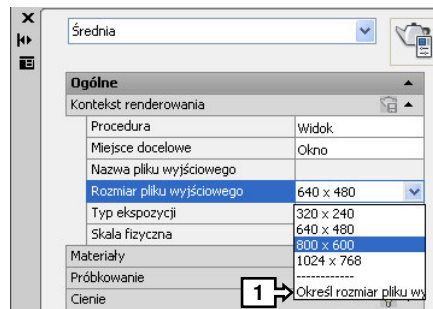 Średnia
Ogólne
Kontekst renderowania
Procedura Widok
Miejsce docelowe Okno
Nazwa pliku wyjściowego
Rozmiar pliku wyjściowego 640 x 480
Typ ekspozycji 320 x 240
Skala fizyczna 640 x 480
800 x 600
Materiały 1024 x 768
Próbkowanie ------------
Cienie 1 Określ rozmiar pliku wy